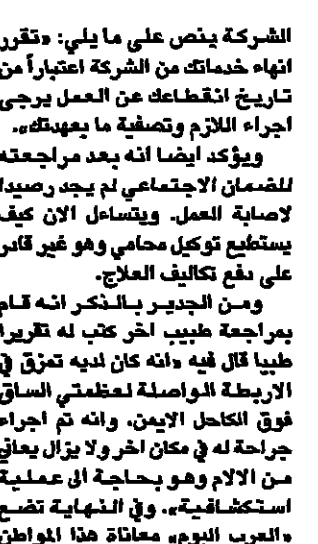 الشركة ينص على ما يلي: «تقرر
انهاء خدماتك من الشركة اعتباراً من
تاريخ انقطاعك عن العمل يرجى
اجراء اللازم وتصفية ما بعهدتك».
ويؤكد ايضا انه بعد مراجعته
للضمان الاجتماعي لم يجد رصيدا
لاصابة العمل. ويتساءل الان كيف
يستطيع توكيل محامي وهو غير قادر
على دفع تكاليف العلاج.
ومن الجدير بالذكر انه قام
بمراجعة طبيب اخر كتب له تقريرا
طبيا قال فيه «انه كان لديه تمزق في
الاربطة الواصلة لعظمتي الساق
فوق الكاحل الايمن، وانه تم اجراء
جراحة له في مكان اخر ولا يزال يعاني
من الالام وهو بحاجة الى عملية
استكشافية». وفي النهاية تضع
«العرب اليوم» معاناة هذا المواطن